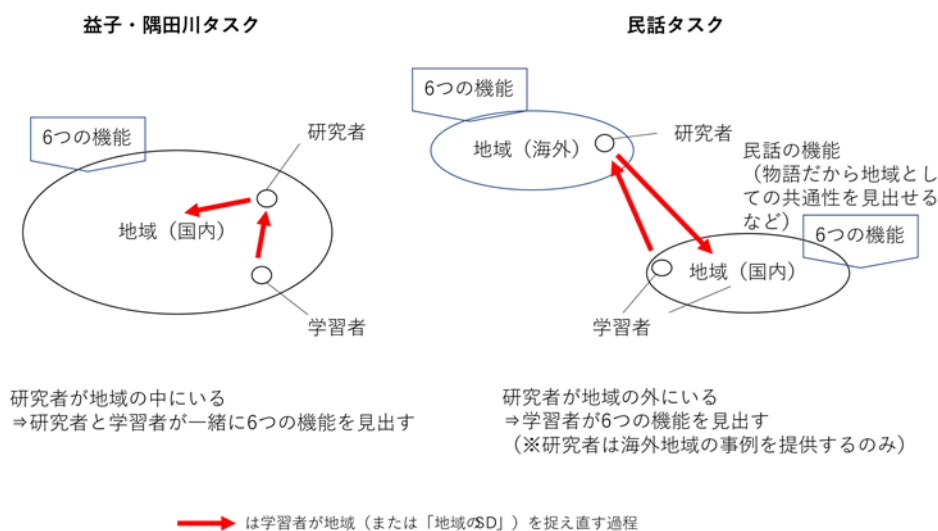 益子・隅田川タスク
6つの機能
研究者
地域（国内）
学習者
研究者が地域の中にいる
⇒研究者と学習者が一緒に6つの機能を見出す
民話タスク
6つの機能
地域（海外）
研究者
民話の機能
（物語だから地域とし
ての共通性を見出せる
など）
6つの機能
地域（国内）
学習者
研究者が地域の外にいる
⇒学習者が6つの機能を見出す
（※研究者は海外地域の事例を提供するのみ）
は学習者が地域（または「地域のSD」）を捉え直す過程